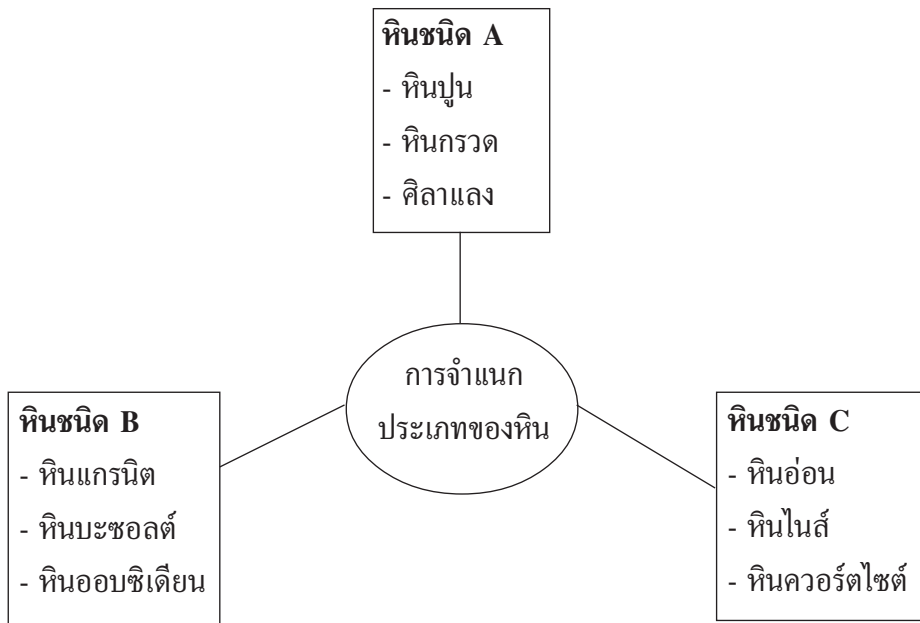 หินชนิด A
- หินปูน
- หินกรวด
- ศิลาแลง
การจำแนก
ประเภทของหิน
หินชนิด B
- หินแกรนิต
- หินบะซอลต์
- หินออบซิเดียน
หินชนิด C
- หินอ่อน
- หินไนส์
- หินควอร์ตไซต์